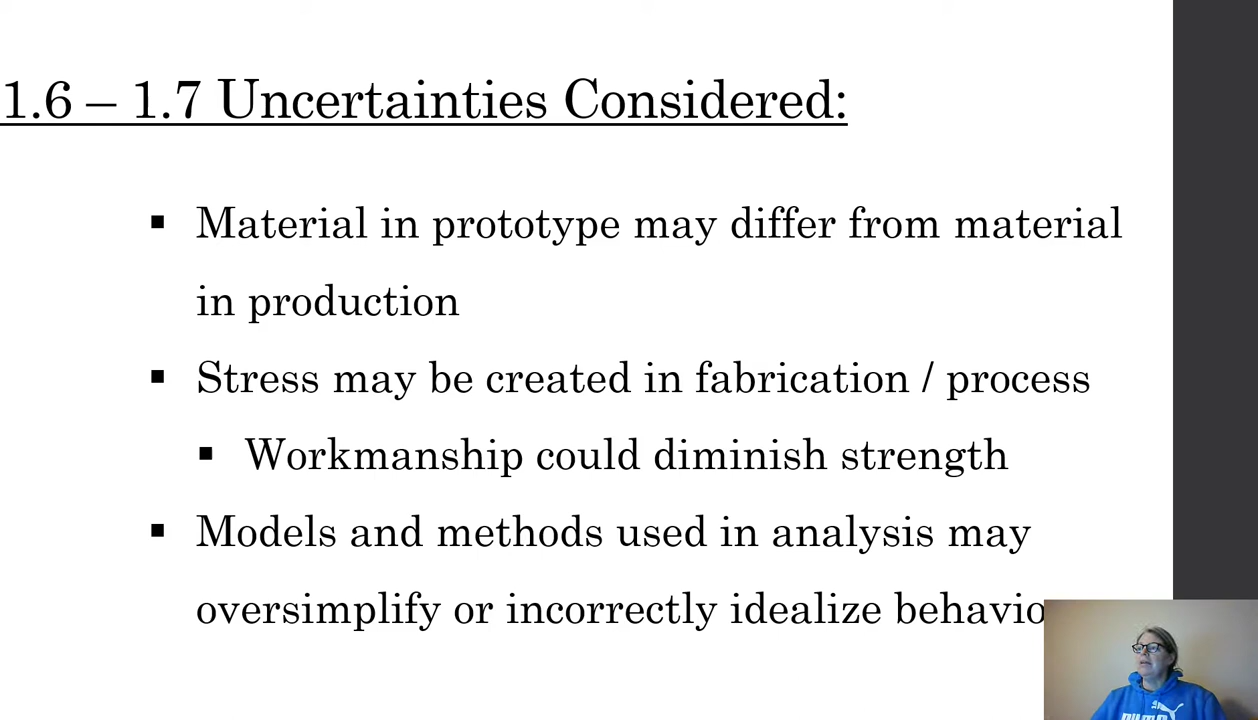 1.6 – 1.7 Uncertainties Considered:
▪ Material in prototype may differ from material
in production
▪ Stress may be created in fabrication / process
▪ Workmanship could diminish strength
▪ Models and methods used in analysis may
oversimplify or incorrectly idealize behavio